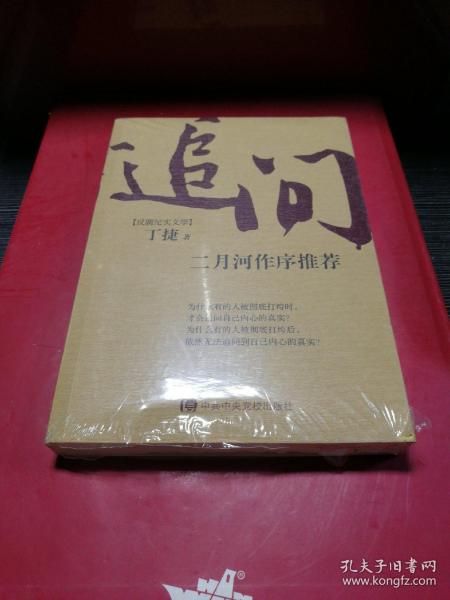 追问
【反腐纪实文学】
丁捷 著
二月河作序推荐
为什么有的人被彻底打垮时，
才会追问自己内心的真实？
为什么有的人被彻底打垮后，
依然无法追问到自己内心的真实？
中共中央党校出版社
®
孔夫子旧书网
www.kongfz.com